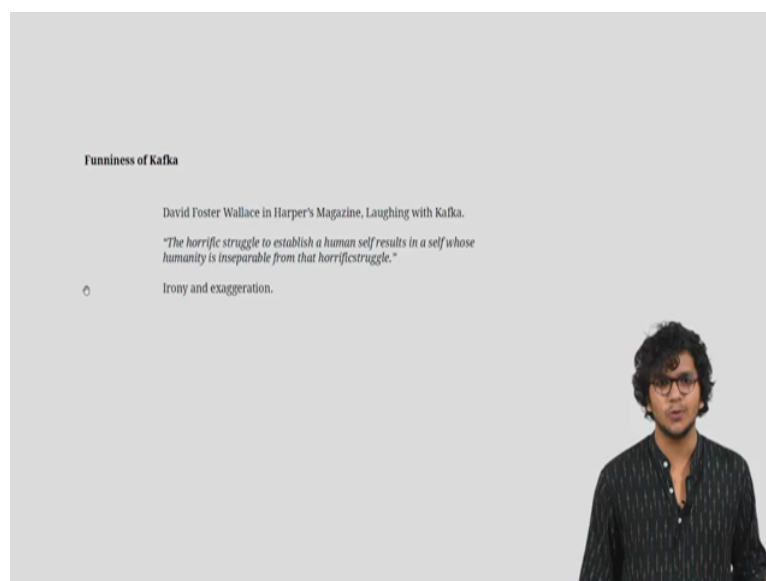 Funniness of Kafka
David Foster Wallace in Harper's Magazine, Laughing with Kafka.
"The horrific struggle to establish a human self results in a self whose
humanity is inseparable from that horrificstruggle."
Irony and exaggeration.